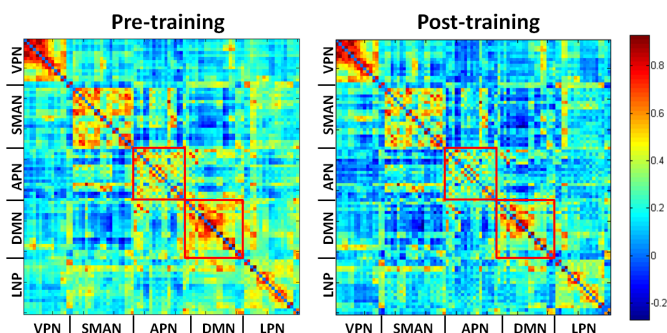 Pre-training
Post-training
VPN
SMAN
APN
DMN
LNP
VPN
SMAN
APN
DMN
LNP
0.8
0.6
0.4
0.2
0
-0.2
VPN SMAN APN DMN LPN
VPN SMAN APN DMN LPN